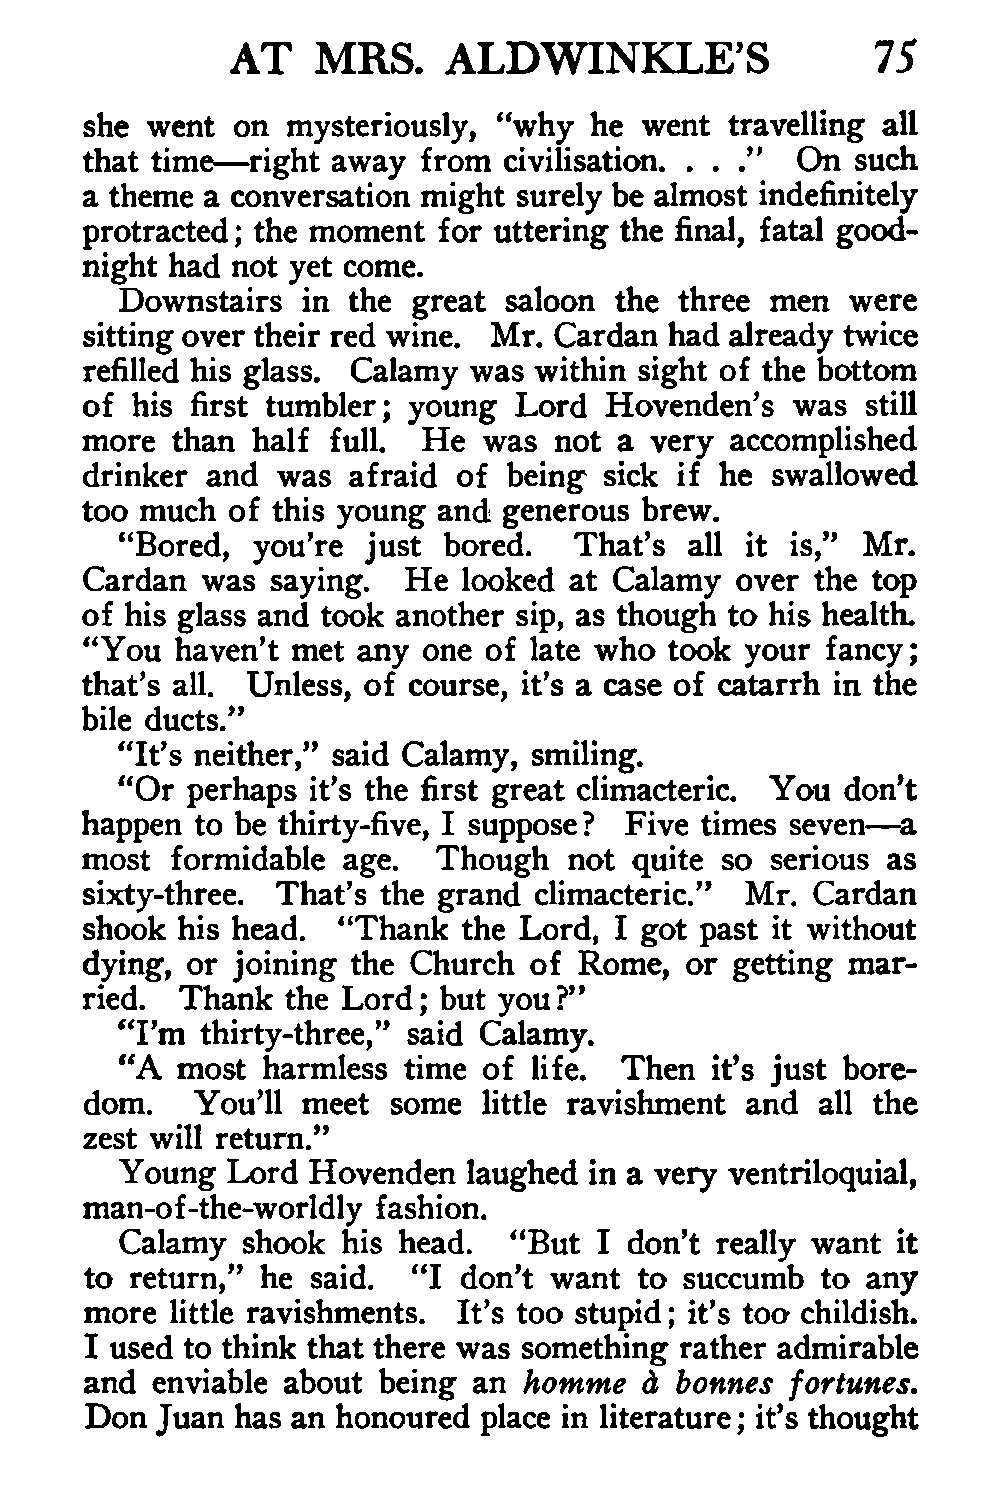 AT MRS. ALDWINKLE'S 75
she went on mysteriously, "why he went travelling all
that time—right away from civilisation. . . ." On such
a theme a conversation might surely be almost indefinitely
protracted; the moment for uttering the final, fatal good-
night had not yet come.
Downstairs in the great saloon the three men were
sitting over their red wine. Mr. Cardan had already twice
refilled his glass. Calamy was within sight of the bottom
of his first tumbler; young Lord Hovenden's was still
more than half full. He was not a very accomplished
drinker and was afraid of being sick if he swallowed
too much of this young and generous brew.
"Bored, you're just bored. That's all it is," Mr.
Cardan was saying. He looked at Calamy over the top
of his glass and took another sip, as though to his health.
"You haven't met any one of late who took your fancy;
that's all. Unless, of course, it's a case of catarrh in the
bile ducts."
"It's neither," said Calamy, smiling.
"Or perhaps it's the first great climacteric. You don't
happen to be thirty-five, I suppose? Five times seven—a
most formidable age. Though not quite so serious as
sixty-three. That's the grand climacteric." Mr. Cardan
shook his head. "Thank the Lord, I got past it without
dying, or joining the Church of Rome, or getting mar-
ried. Thank the Lord; but you?"
"I'm thirty-three," said Calamy.
"A most harmless time of life. Then it's just bore-
dom. You'll meet some little ravishment and all the
zest will return."
Young Lord Hovenden laughed in a very ventriloquial,
man-of-the-worldly fashion.
Calamy shook his head. "But I don't really want it
to return," he said. "I don't want to succumb to any
more little ravishments. It's too stupid; it's too childish.
I used to think that there was something rather admirable
and enviable about being an homme à bonnes fortunes.
Don Juan has an honoured place in literature; it's thought